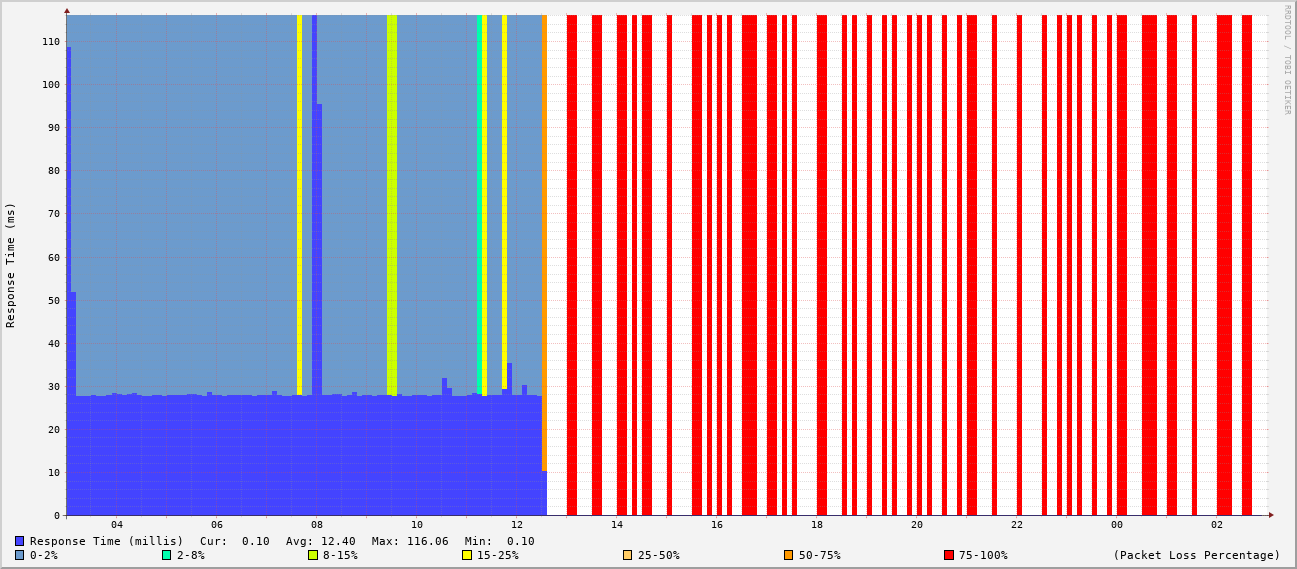 RRDTOOL / TOBI OETIKER
Response Time (ms)
110
100
90
80
70
60
50
40
30
20
10
0
04 06 08 10 12 14 16 18 20 22 00 02
Response Time (millis) Cur: 0.10 Avg: 12.40 Max: 116.06 Min: 0.10
0-2% 2-8% 8-15% 15-25% 25-50% 50-75% 75-100% (Packet Loss Percentage)